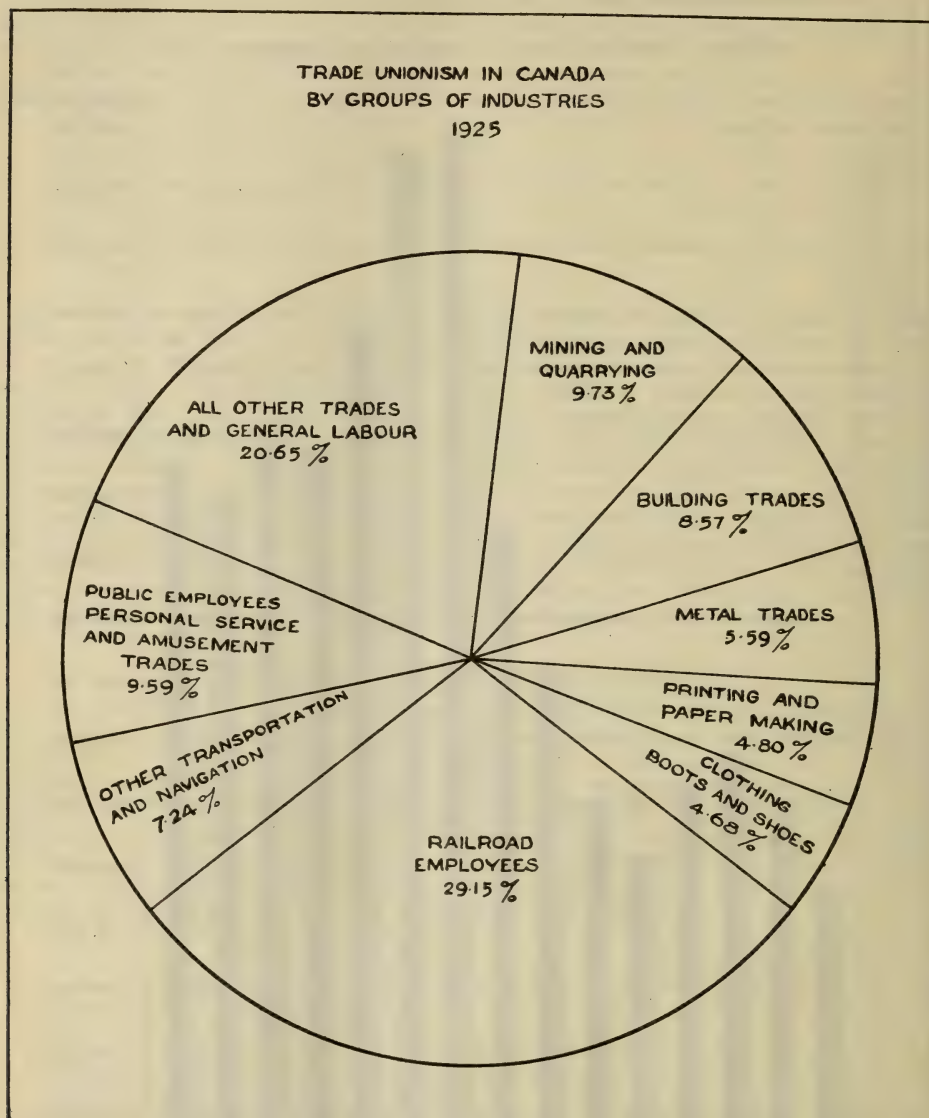 TRADE UNIONISM IN CANADA
BY GROUPS OF INDUSTRIES
1925
MINING AND
QUARRYING
9.73%
ALL OTHER TRADES
AND GENERAL LABOUR
20.65%
BUILDING TRADES
8.57%
PUBLIC EMPLOYEES
PERSONAL SERVICE
AND AMUSEMENT
TRADES
9.59%
METAL TRADES
5.59%
PRINTING AND
PAPER MAKING
4.80%
OTHER TRANSPORTATION
AND NAVIGATION
7.24%
CLOTHING
BOOTS AND SHOES
4.68%
RAILROAD
EMPLOYEES
29.15%